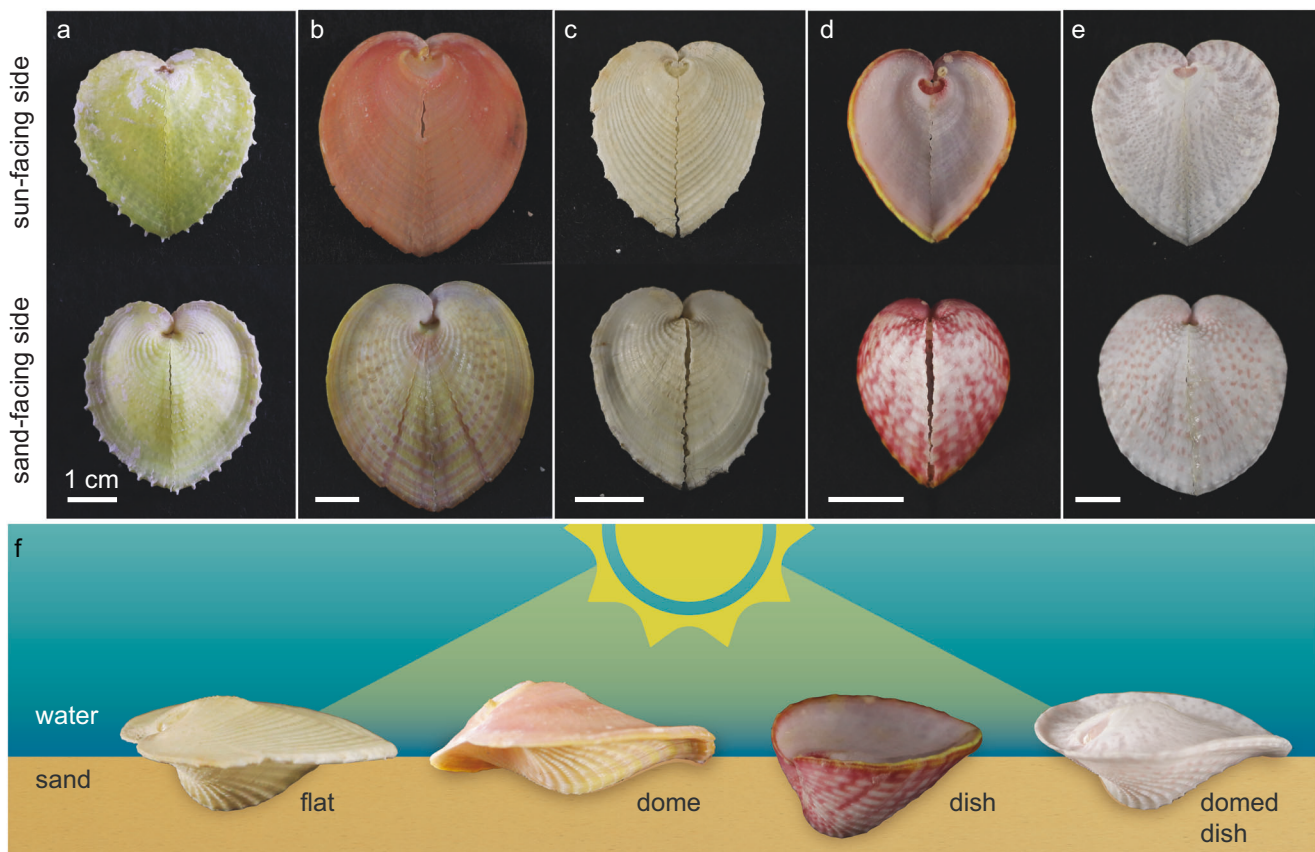 a
b
c
d
e
sun-facing side
sand-facing side
1 cm
f
water
sand
flat
dome
dish
domed
dish